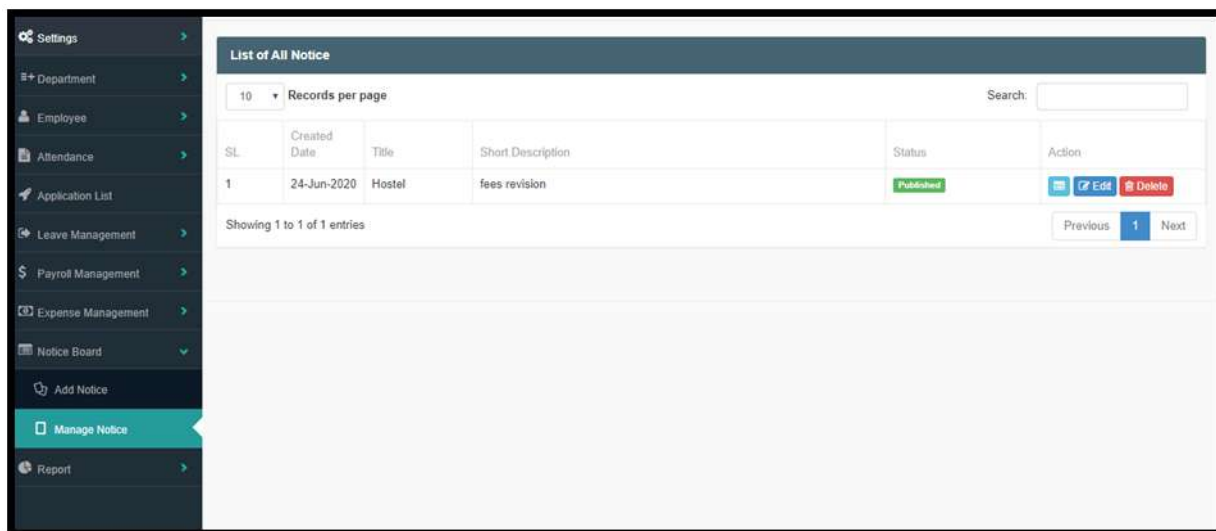 Settings
Department
Employee
Attendance
Application List
Leave Management
Payroll Management
Expense Management
Notice Board
Add Notice
Manage Notice
Report
List of All Notice
10 Records per page Search:
SL Created Date Title Short Description Status Action
1 24-Jun-2020 Hostel fees revision Published Edit Delete
Showing 1 to 1 of 1 entries Previous 1 Next